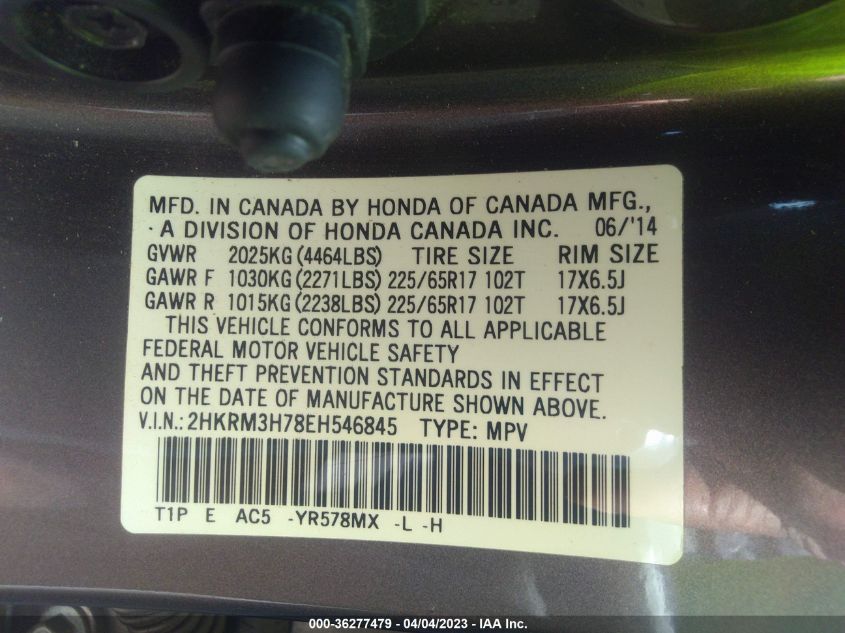 MFD. IN CANADA BY HONDA OF CANADA MFG.,
A DIVISION OF HONDA CANADA INC. 06/'14
GVWR 2025KG (4464LBS) TIRE SIZE RIM SIZE
GAWR F 1030KG (2271LBS) 225/65R17 102T 17X6.5J
GAWR R 1015KG (2238LBS) 225/65R17 102T 17X6.5J
THIS VEHICLE CONFORMS TO ALL APPLICABLE
FEDERAL MOTOR VEHICLE SAFETY
AND THEFT PREVENTION STANDARDS IN EFFECT
ON THE DATE OF MANUFACTURE SHOWN ABOVE.
V.I.N.: 2HKRM3H78EH546845 TYPE: MPV
T1P E AC5 -YR578MX -L -H
000-36277479 - 04/04/2023 - IAA Inc.